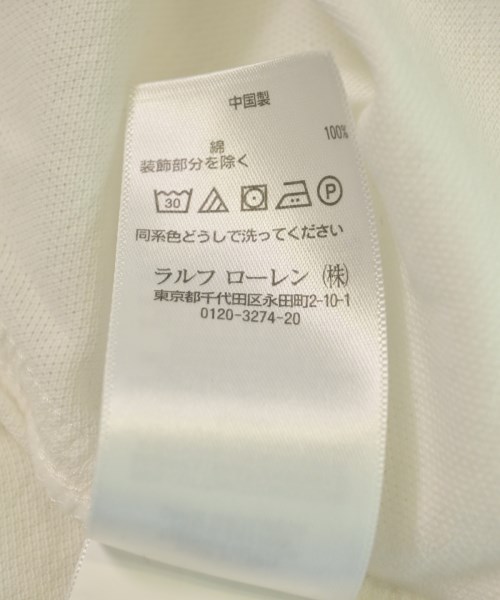 中国製
100%
綿
装飾部分を除く
30 P
同系色どうしで洗ってください
ラルフ ローレン (株)
東京都千代田区永田町2-10-1
0120-3274-20